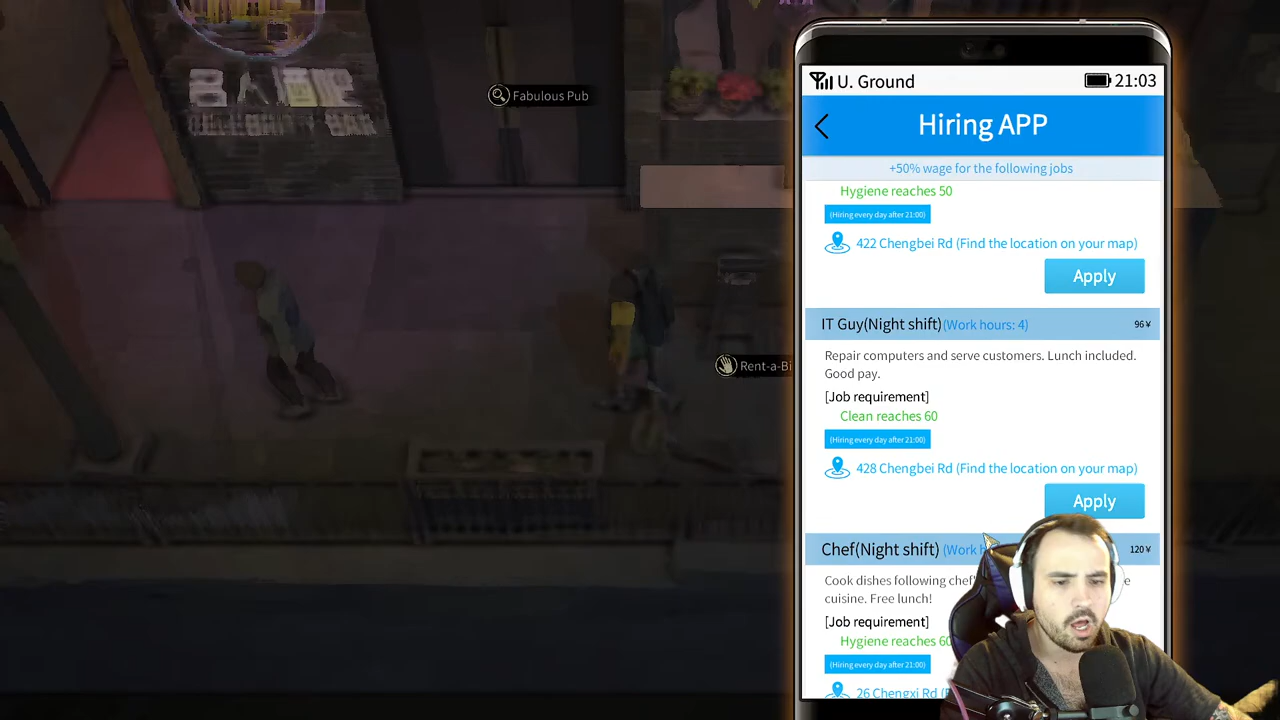 Fabulous Pub
Rent-a-Bi
U. Ground
21:03
Hiring APP
+50% wage for the following jobs
Hygiene reaches 50
(Hiring every day after 21:00)
422 Chengbei Rd (Find the location on your map)
Apply
IT Guy(Night shift)(Work hours: 4) 96¥
Repair computers and serve customers. Lunch included.
Good pay.
[Job requirement]
Clean reaches 60
(Hiring every day after 21:00)
428 Chengbei Rd (Find the location on your map)
Apply
Chef(Night shift) (Work 120¥
Cook dishes following chef'
cuisine. Free lunch!
[Job requirement]
Hygiene reaches 60
(Hiring every day after 21:00)
26 Chengxi Rd